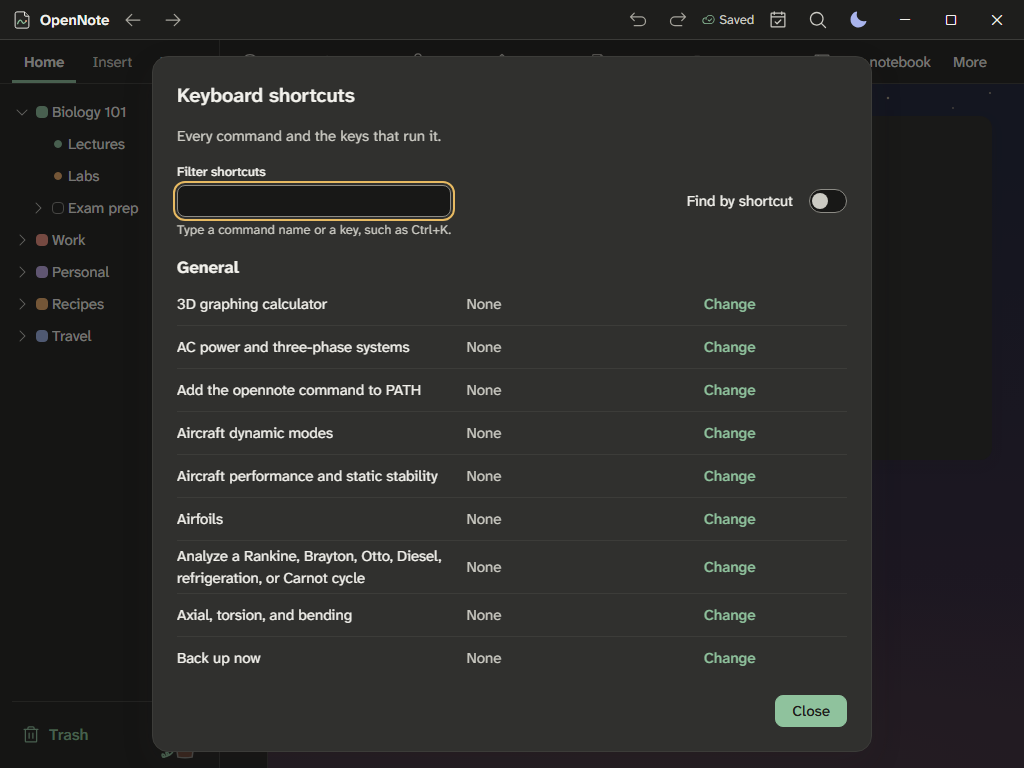 OpenNote
Saved
Home
Insert
notebook
More
Biology 101
Lectures
Labs
Exam prep
Work
Personal
Recipes
Travel
Trash
Keyboard shortcuts
Every command and the keys that run it.
Filter shortcuts
Find by shortcut
Type a command name or a key, such as Ctrl+K.
General
3D graphing calculator None Change
AC power and three-phase systems None Change
Add the opennote command to PATH None Change
Aircraft dynamic modes None Change
Aircraft performance and static stability None Change
Airfoils None Change
Analyze a Rankine, Brayton, Otto, Diesel,
refrigeration, or Carnot cycle None Change
Axial, torsion, and bending None Change
Back up now None Change
Close